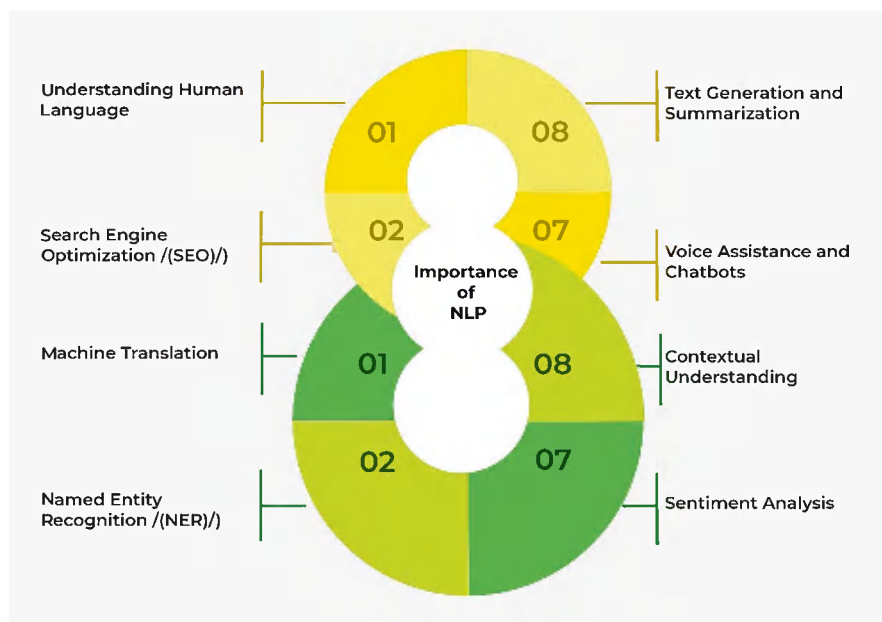 Understanding Human
Language
01
08
Text Generation and
Summarization
Search Engine
Optimization /(SEO)/)
02
07
Voice Assistance and
Chatbots
Importance
of
NLP
Machine Translation
01
08
Contextual
Understanding
Named Entity
Recognition /(NER)/)
02
07
Sentiment Analysis